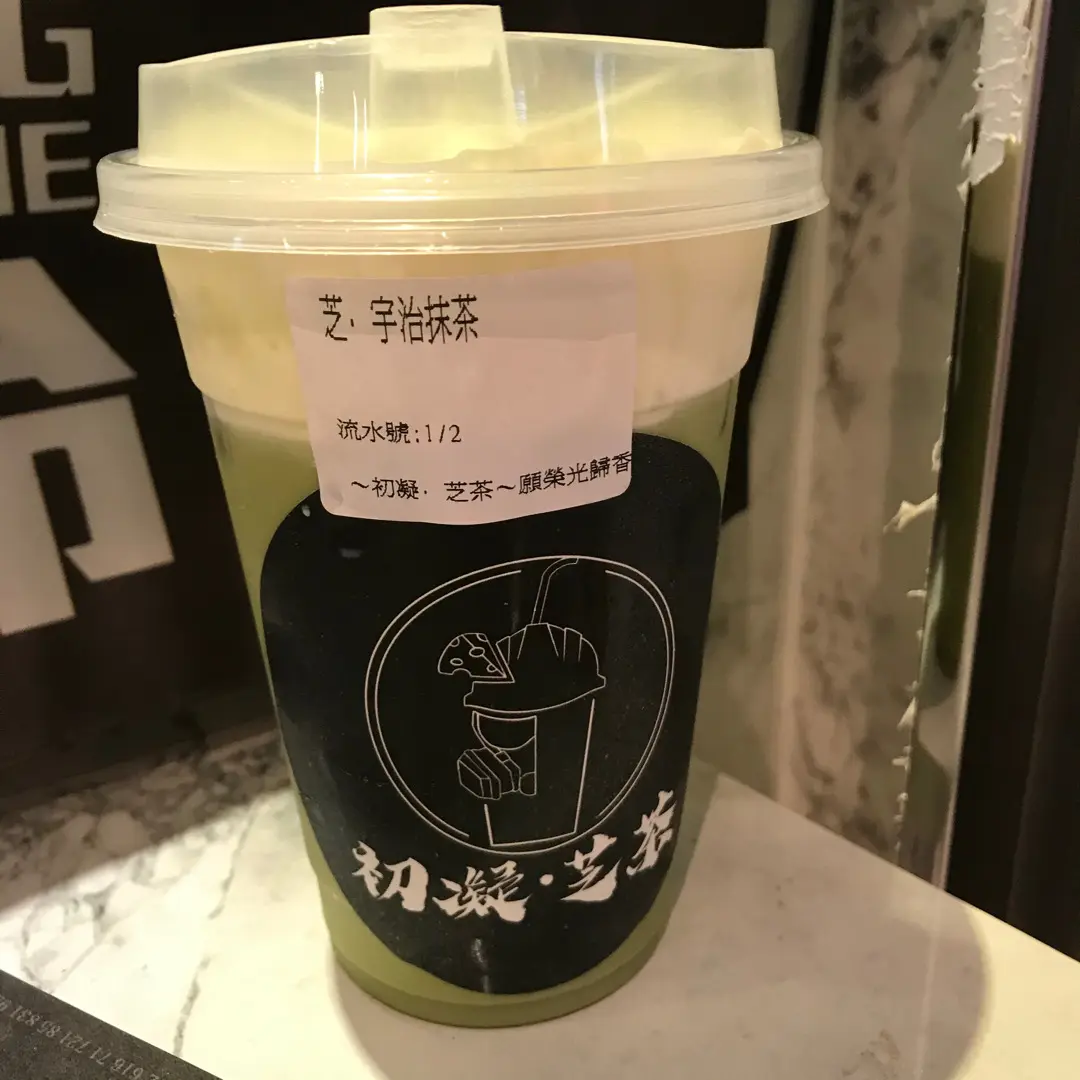 芝· 宇治抹茶
流水號:1/2
~初凝· 芝茶~願榮光歸香
初凝·芝茶